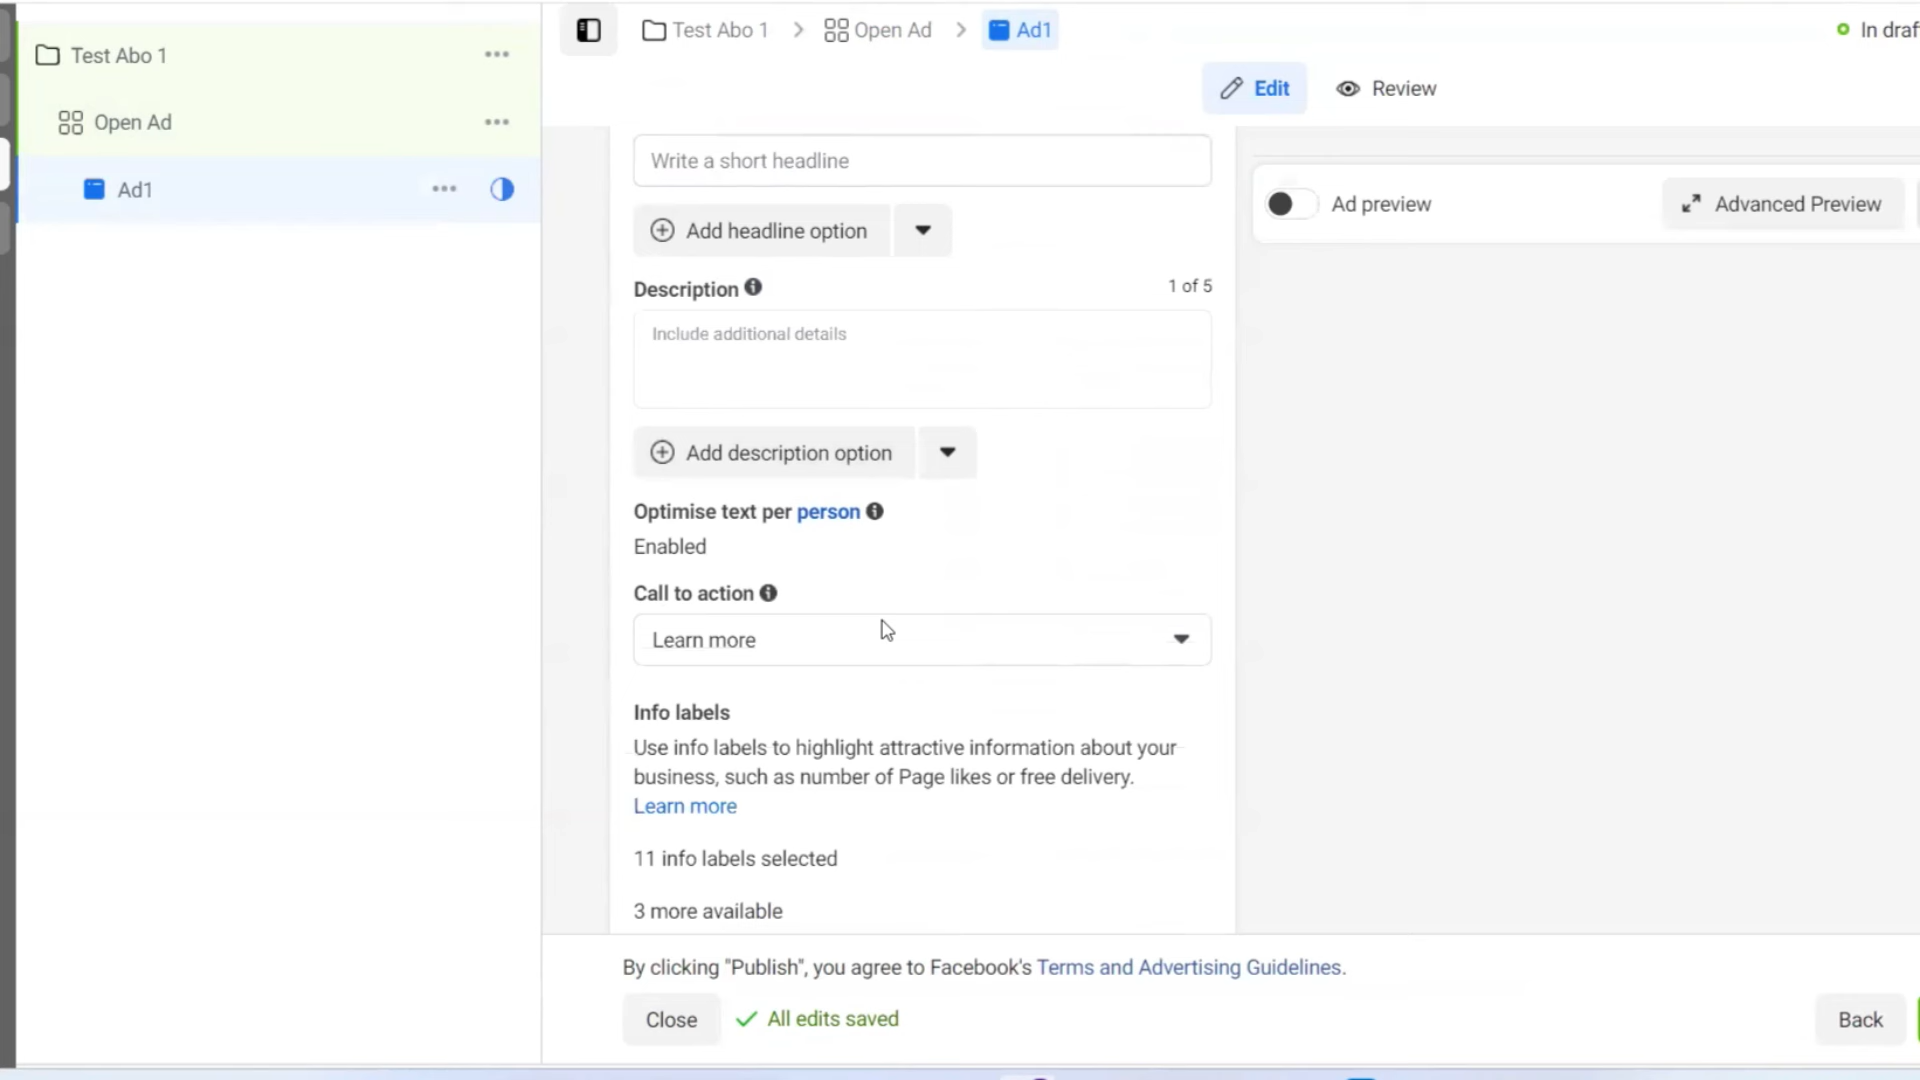 Test Abo 1
Open Ad
Ad1
Test Abo 1
Open Ad
Ad1
In draf
Edit
Review
Write a short headline
Add headline option
Description
1 of 5
Include additional details
Add description option
Optimise text per person
Enabled
Call to action
Learn more
Info labels
Use info labels to highlight attractive information about your
business, such as number of Page likes or free delivery.
Learn more
11 info labels selected
3 more available
Ad preview
Advanced Preview
By clicking "Publish", you agree to Facebook's Terms and Advertising Guidelines.
Close
All edits saved
Back